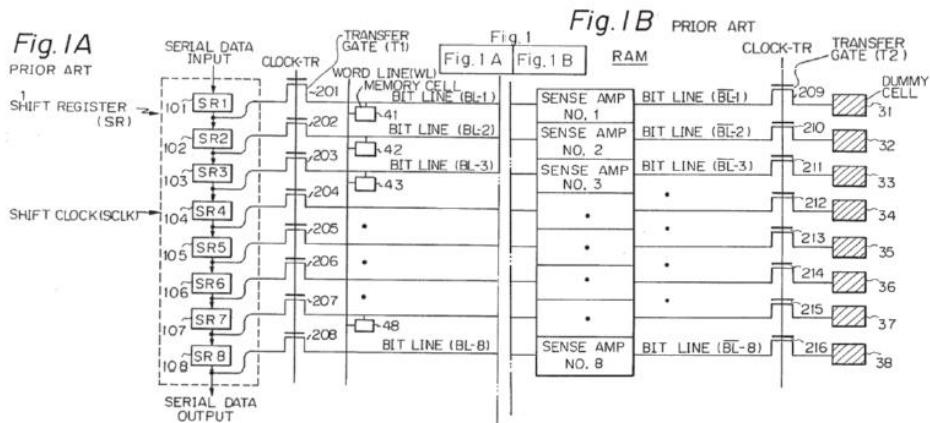 Fig. 1A
PRIOR ART
SERIAL DATA
INPUT
1
SHIFT REGISTER
(SR)
SHIFT CLOCK(SCLK)
101 SR1
102 SR2
103 SR3
104 SR4
105 SR5
106 SR6
107 SR7
108 SR8
SERIAL DATA
OUTPUT
CLOCK-TR
TRANSFER
GATE (T1)
201
202
203
204
205
206
207
208
WORD LINE(WL)
MEMORY CELL
BIT LINE (BL-1)
41
BIT LINE (BL-2)
42
BIT LINE (BL-3)
43
48
BIT LINE (BL-8)
Fig. 1
Fig. 1A Fig. 1B
Fig. 1B PRIOR ART
RAM
SENSE AMP
NO. 1
SENSE AMP
NO. 2
SENSE AMP
NO. 3
SENSE AMP
NO. 8
BIT LINE (B̅L̅-1)
BIT LINE (B̅L̅-2)
BIT LINE (B̅L̅-3)
BIT LINE (B̅L̅-8)
CLOCK-TR
TRANSFER
GATE (T2)
209
210
211
212
213
214
215
216
DUMMY
CELL
31
32
33
34
35
36
37
38